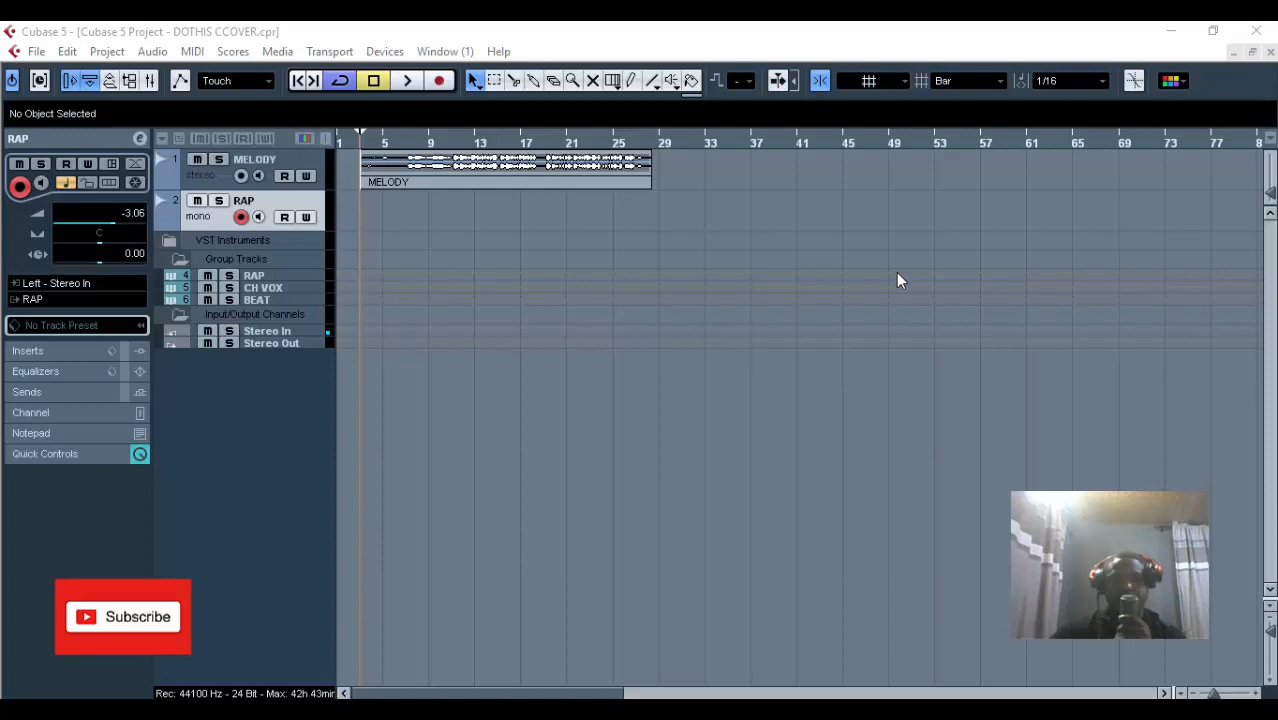 Cubase 5 - [Cubase 5 Project - DOTHIS CCOVER.cpr]
File Edit Project Audio MIDI Scores Media Transport Devices Window (1) Help
Touch - Bar 1/16
No Object Selected
RAP e
1 5 9 13 17 21 25 29 33 37 41 45 49 53 57 61 65 69 73 77 8
M S R W
1 M S MELODY
stereo R W
MELODY
2 M S RAP
mono R W
-3.06
C
0.00
VST Instruments
Group Tracks
4 M S RAP
5 M S CH VOX
6 M S BEAT
Input/Output Channels
M S Stereo In
M S Stereo Out
Left - Stereo In
RAP
No Track Preset
Inserts
Equalizers
Sends
Channel
Notepad
Quick Controls
Subscribe
Rec: 44100 Hz - 24 Bit - Max: 42h 43min